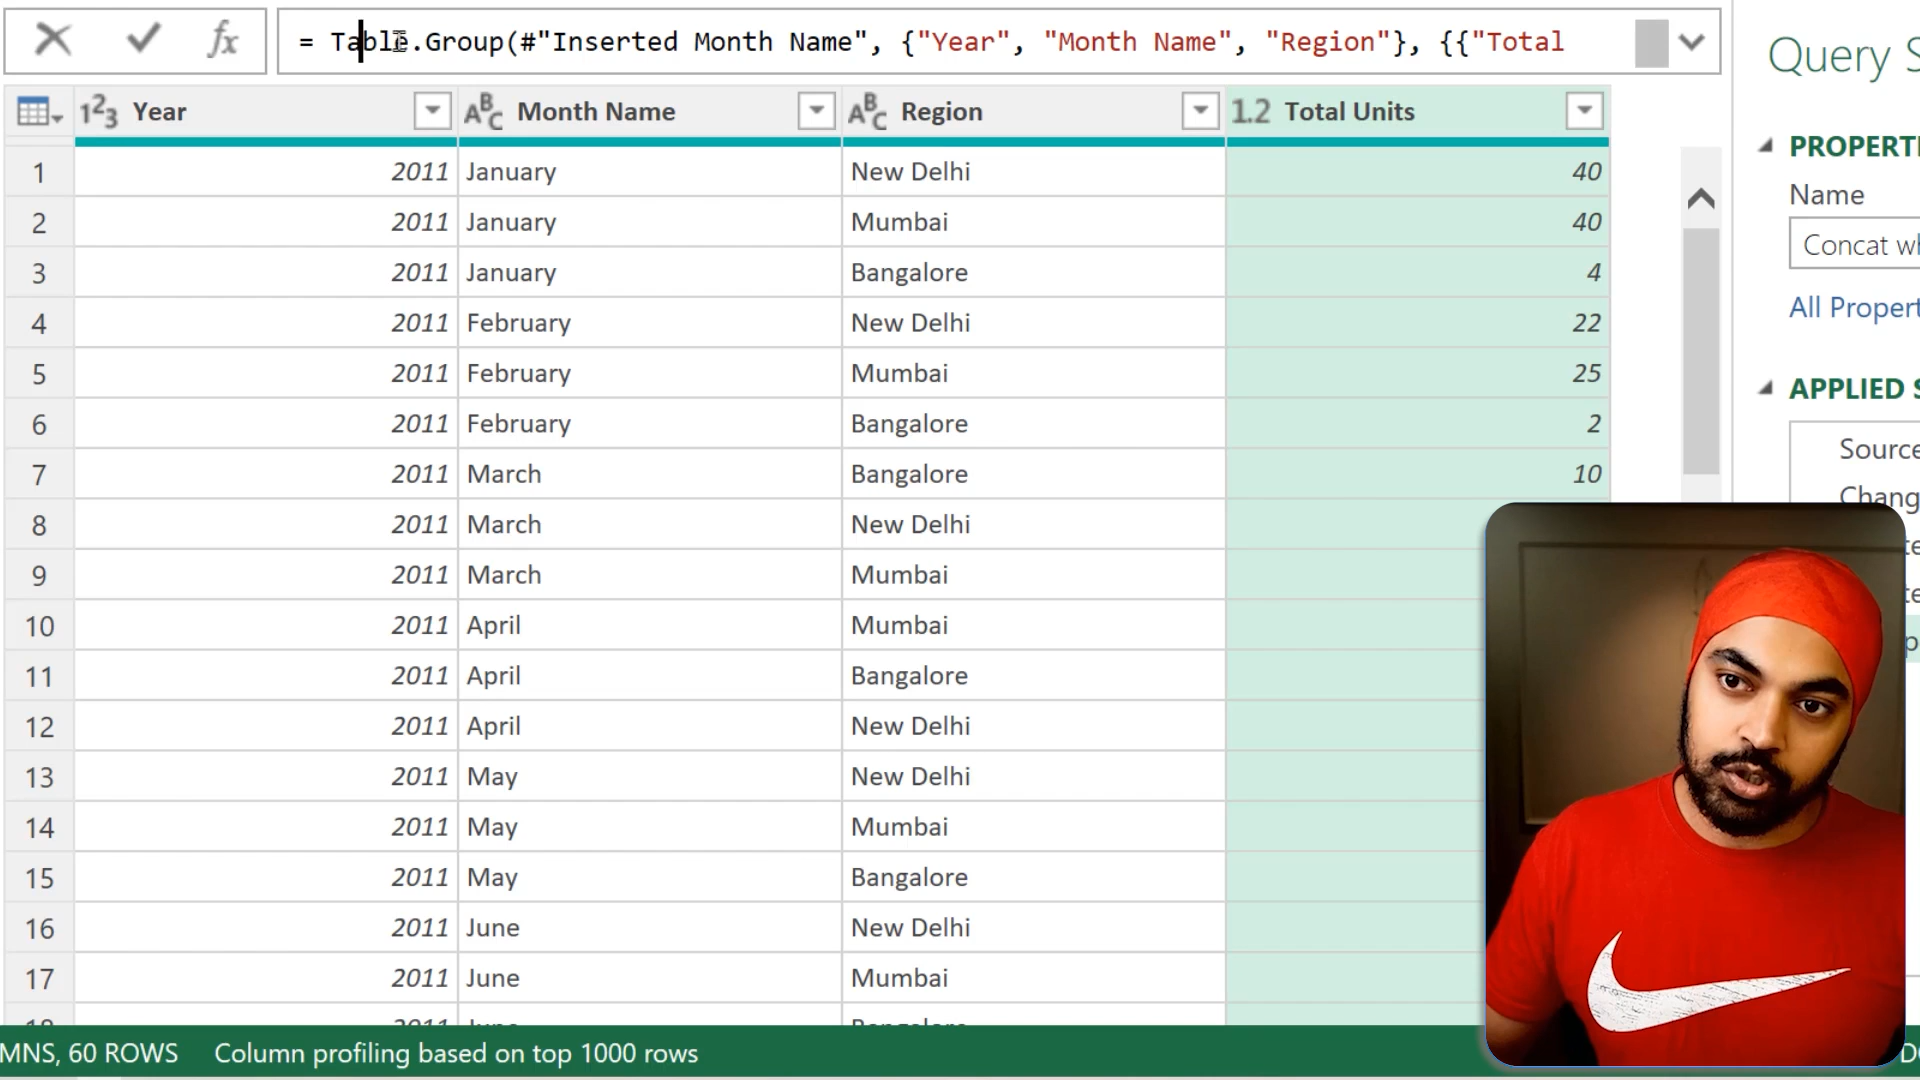 = Table.Group(#"Inserted Month Name", {"Year", "Month Name", "Region"}, {{"Total
Query
Year Month Name Region 1.2 Total Units
1 2011 January New Delhi 40
2 2011 January Mumbai 40
3 2011 January Bangalore 4
4 2011 February New Delhi 22
5 2011 February Mumbai 25
6 2011 February Bangalore 2
7 2011 March Bangalore 10
8 2011 March New Delhi
9 2011 March Mumbai
10 2011 April Mumbai
11 2011 April Bangalore
12 2011 April New Delhi
13 2011 May New Delhi
14 2011 May Mumbai
15 2011 May Bangalore
16 2011 June New Delhi
17 2011 June Mumbai
PROPERTI
Name
Concat wh
All Propert
APPLIED S
Source
Chang
MNS, 60 ROWS Column profiling based on top 1000 rows